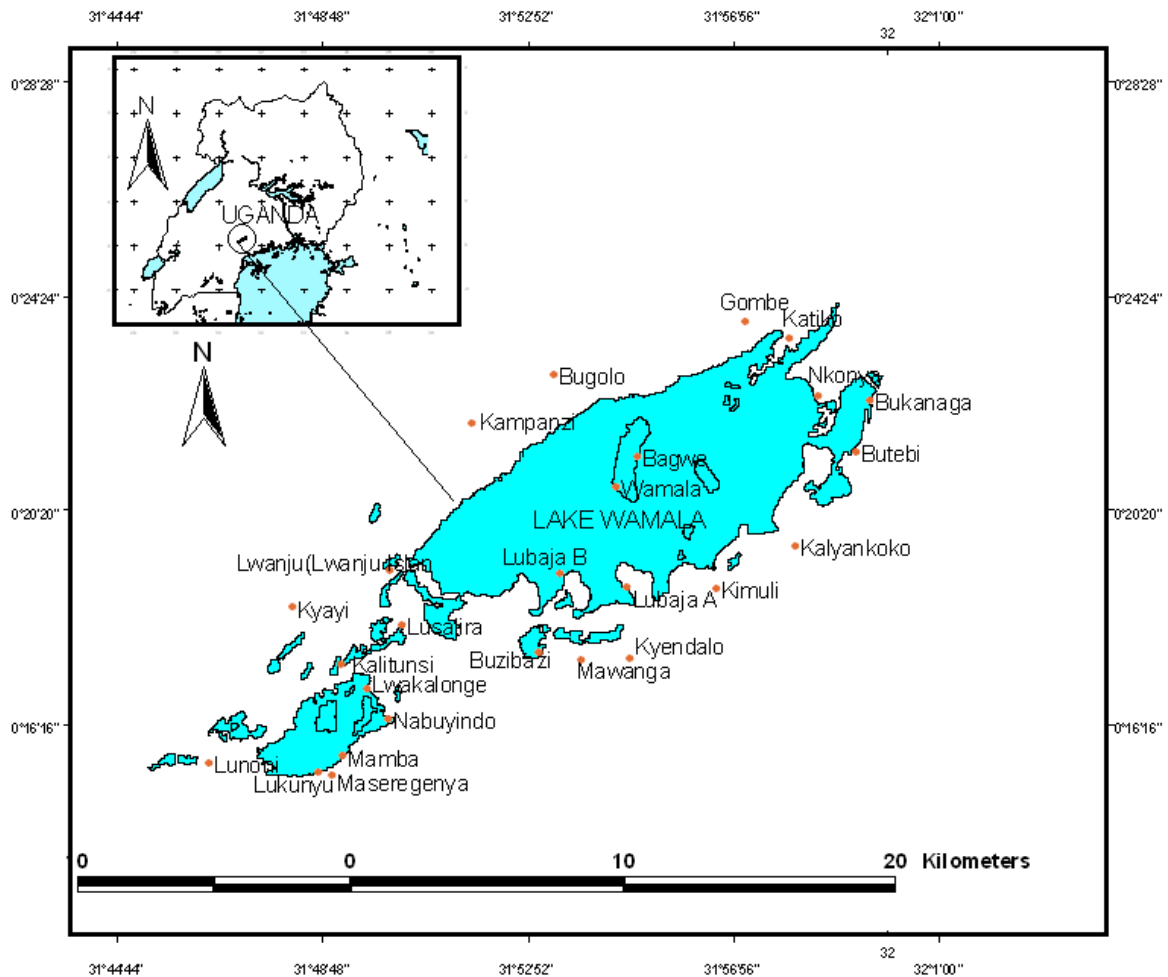 31°44'44" 31°48'48" 31°52'52" 31°56'56" 32°1'00"
32
0°28'28" 0°28'28"
N
UGANDA
0°24'24" 0°24'24"
Gombe
Katiko
N
Bugolo
Nkonya
Bukanaga
Kampanzi
Butebi
Bagwe
Wamala
0°20'20" 0°20'20"
LAKE WAMALA
Kalyankoko
Lubaja B
Lwanju(Lwanju Islan
Kimuli
Lubaja A
Kyayi
Lusalira
Kyendalo
Buzibazi
Mawanga
Kalitunsi
Lwakalonge
Nabuyindo
0°16'16" 0°16'16"
Mamba
Lukunyu
Maseregenya
0 0 10 20 Kilometers
31°44'44" 31°48'48" 31°52'52" 31°56'56" 32 32°1'00"